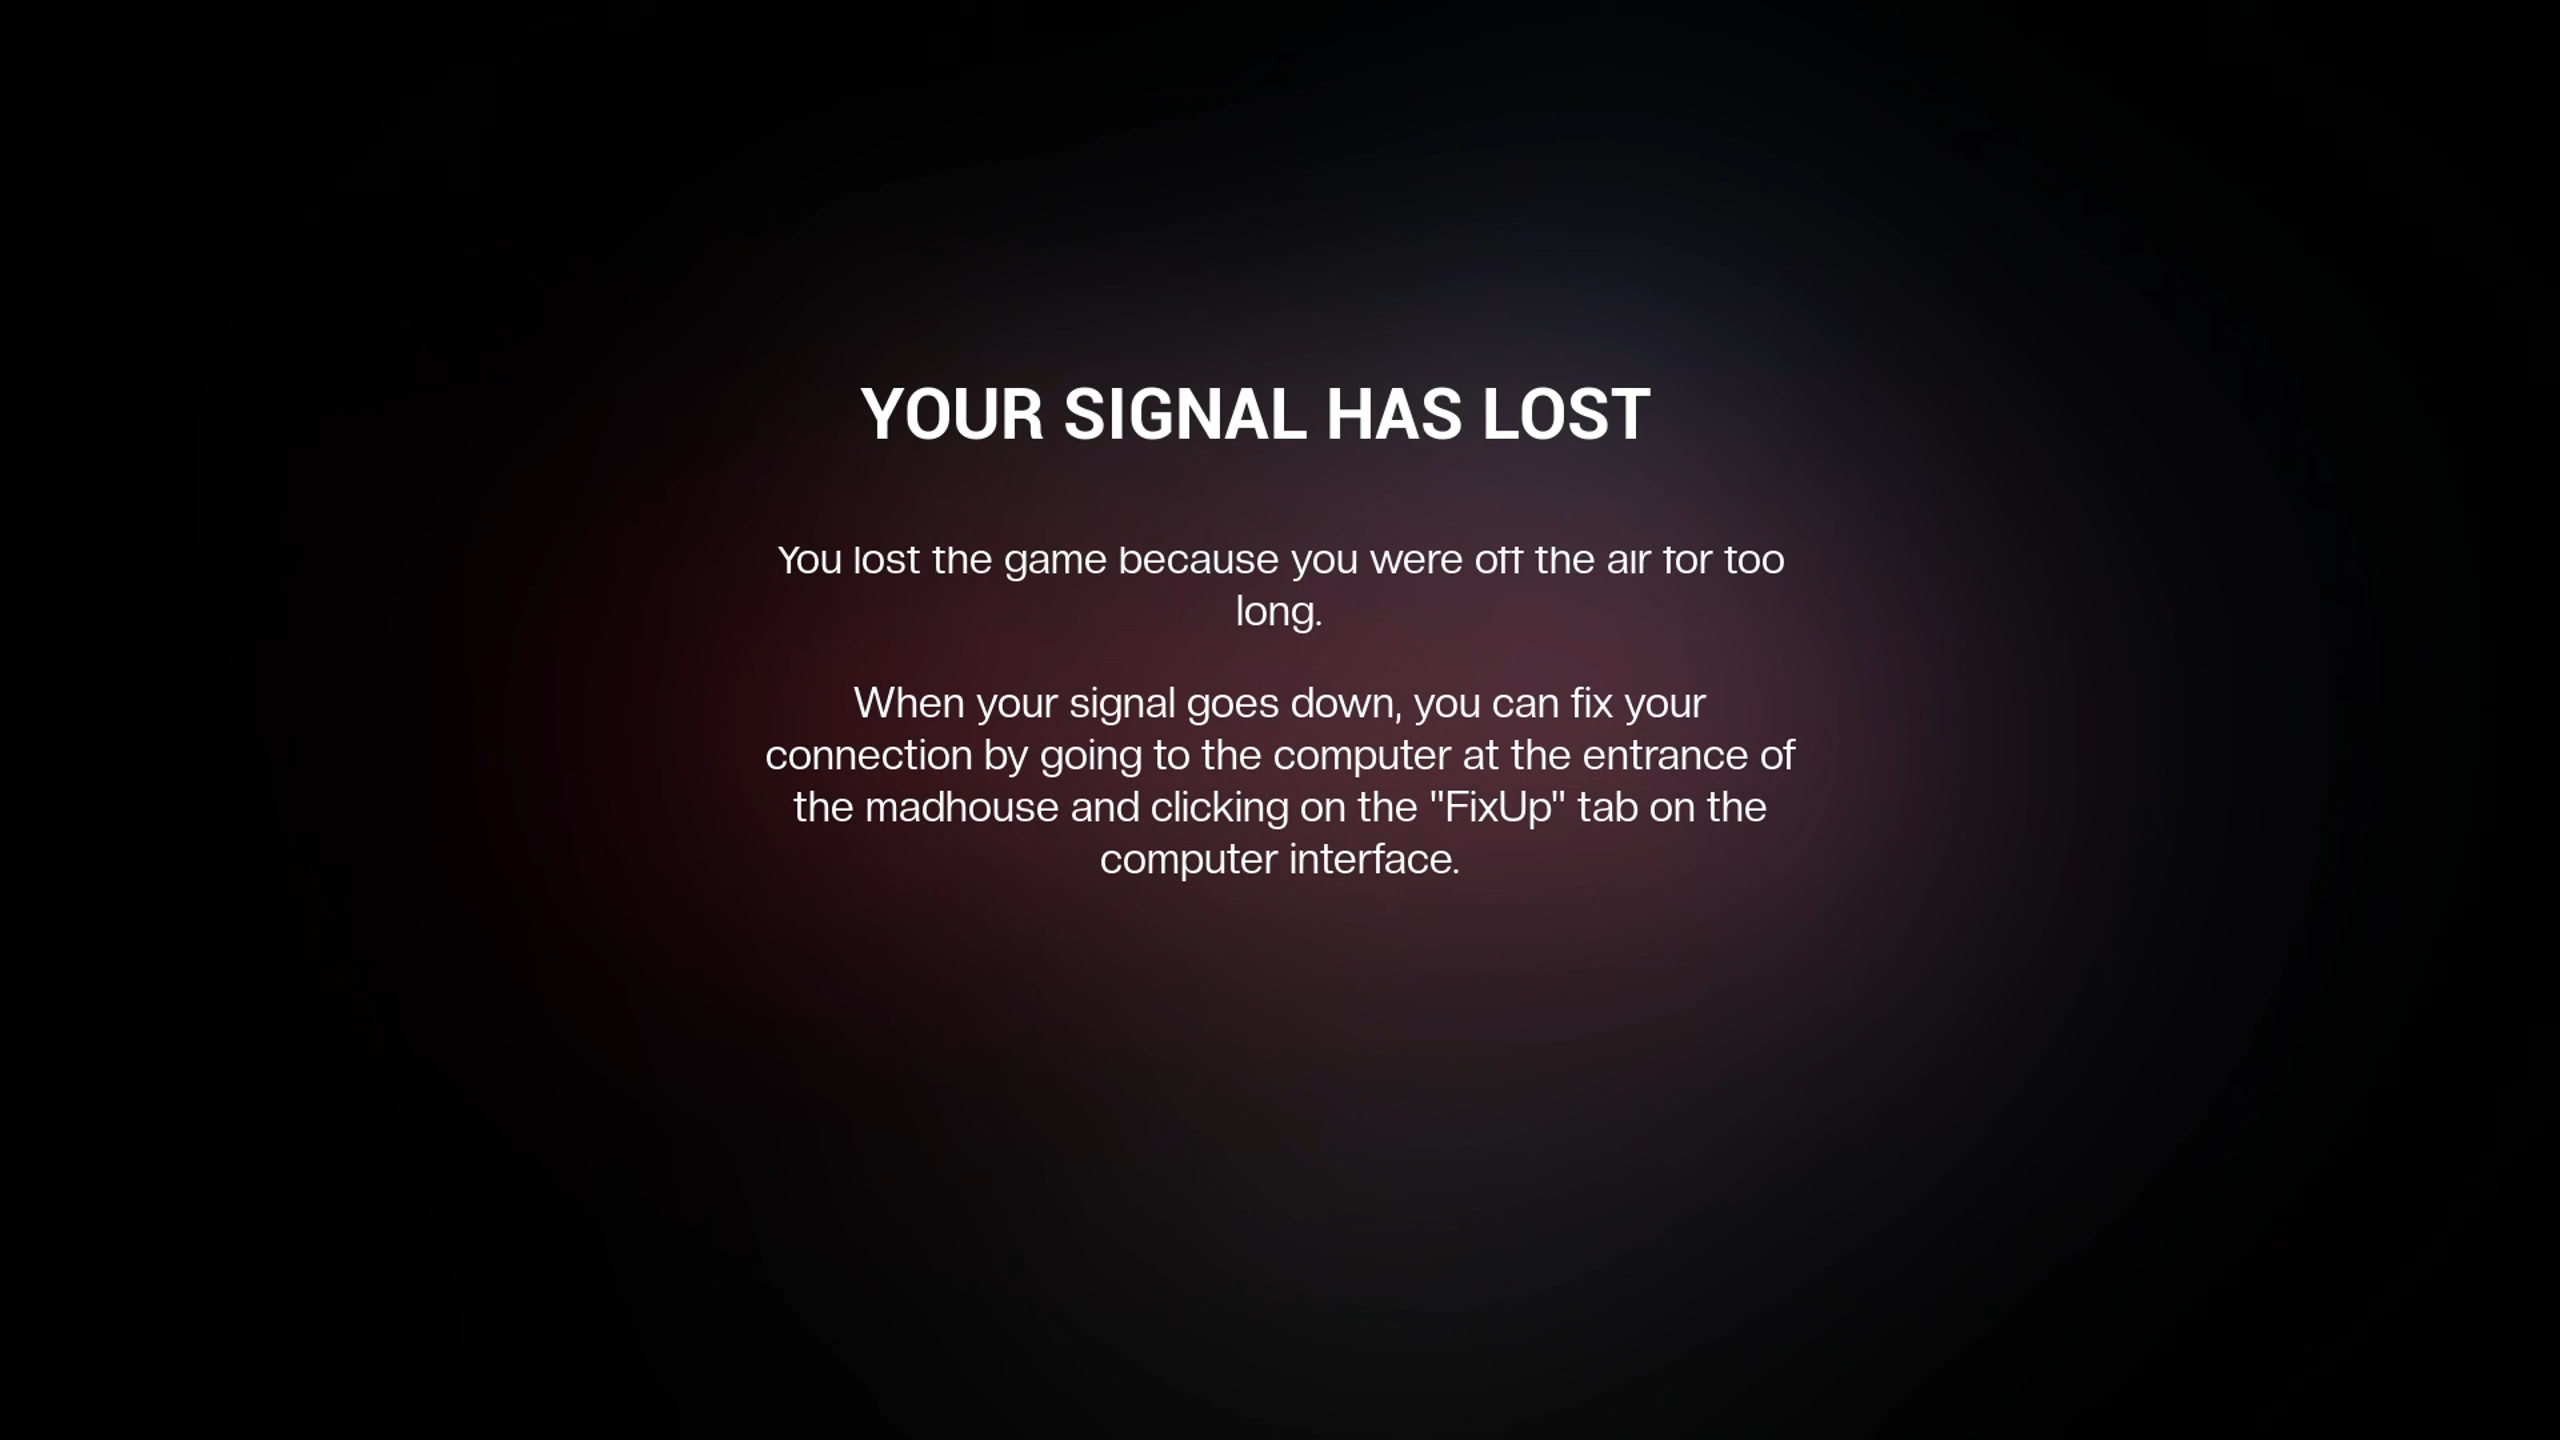 YOUR SIGNAL HAS LOST
You lost the game because you were off the air for too
long.
When your signal goes down, you can fix your
connection by going to the computer at the entrance of
the madhouse and clicking on the "FixUp" tab on the
computer interface.